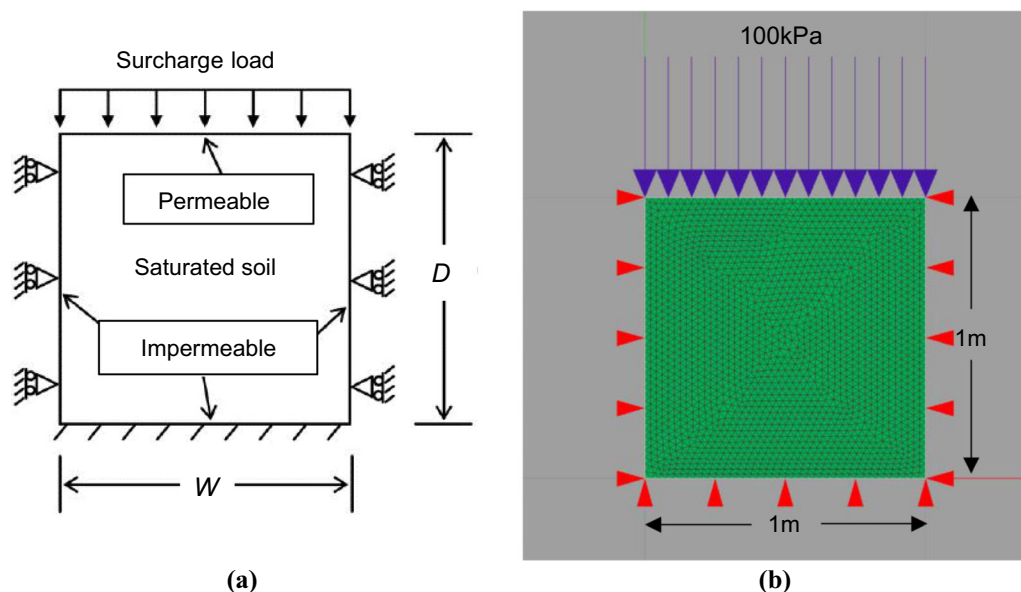 Surcharge load
Permeable
Saturated soil
D
Impermeable
W
(a)
100kPa
1m
1m
(b)